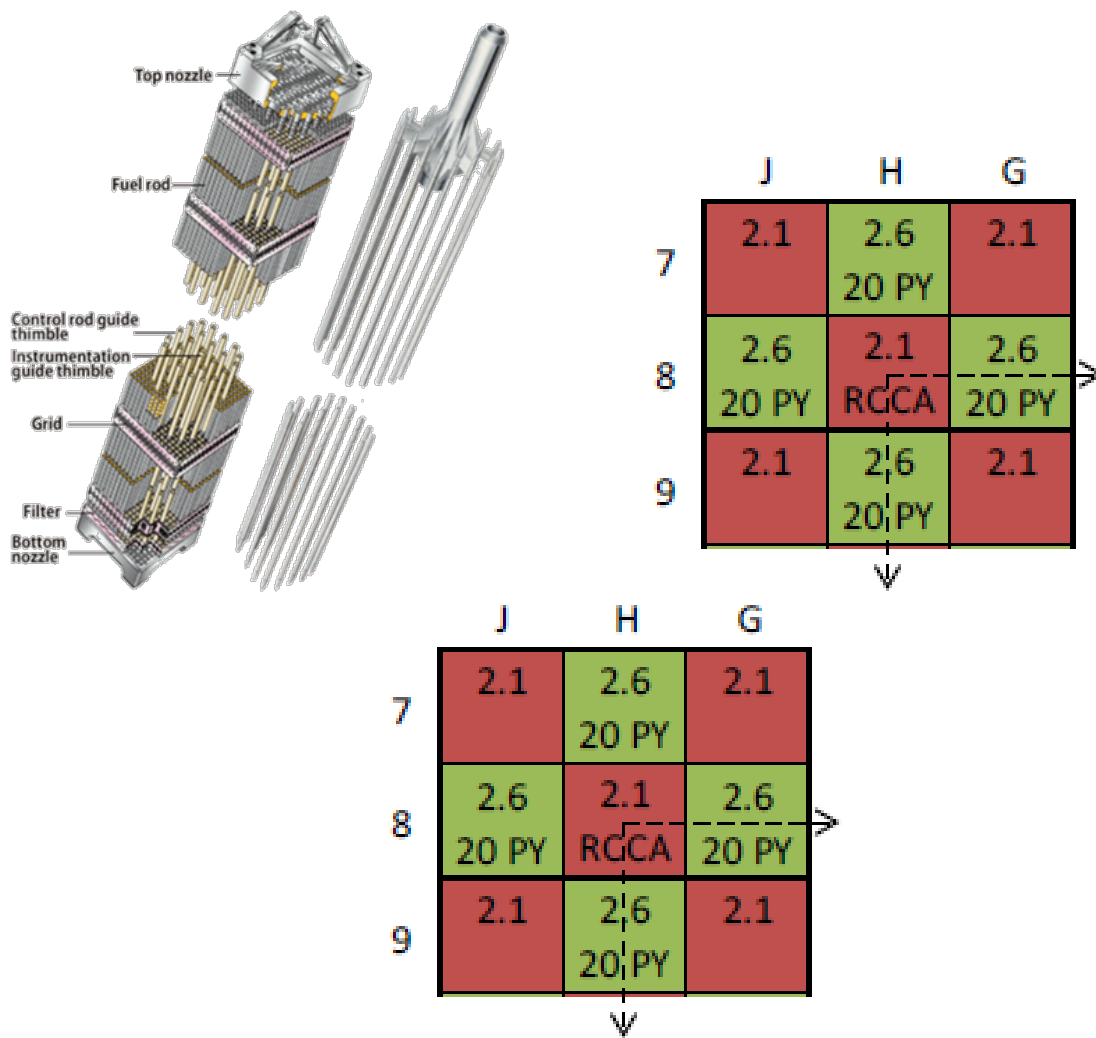 Top nozzle
Fuel rod
Control rod guide
thimble
Instrumentation
guide thimble
Grid
Filter
Bottom
nozzle
J H G
7 2.1 2.6 2.1
20 PY
8 2.6 2.1 2.6
20 PY RCCA 20 PY
9 2.1 2.6 2.1
20 PY
J H G
7 2.1 2.6 2.1
20 PY
8 2.6 2.1 2.6
20 PY RCCA 20 PY
9 2.1 2.6 2.1
20 PY